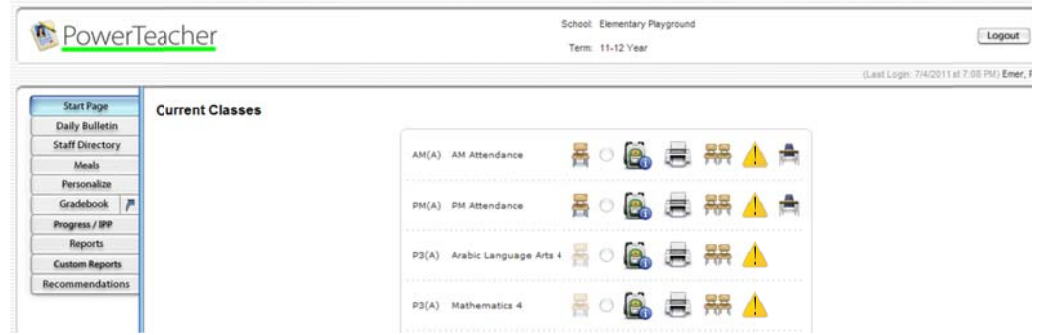 PowerTeacher
School: Elementary Playground
Term: 11-12 Year
Logout
(Last Login: 7/4/2011 at 7:08 PM) Emer,
Start Page
Daily Bulletin
Staff Directory
Meals
Personalize
Gradebook
Progress / IPP
Reports
Custom Reports
Recommendations
Current Classes
AM(A) AM Attendance
PM(A) PM Attendance
P3(A) Arabic Language Arts 4
P3(A) Mathematics 4